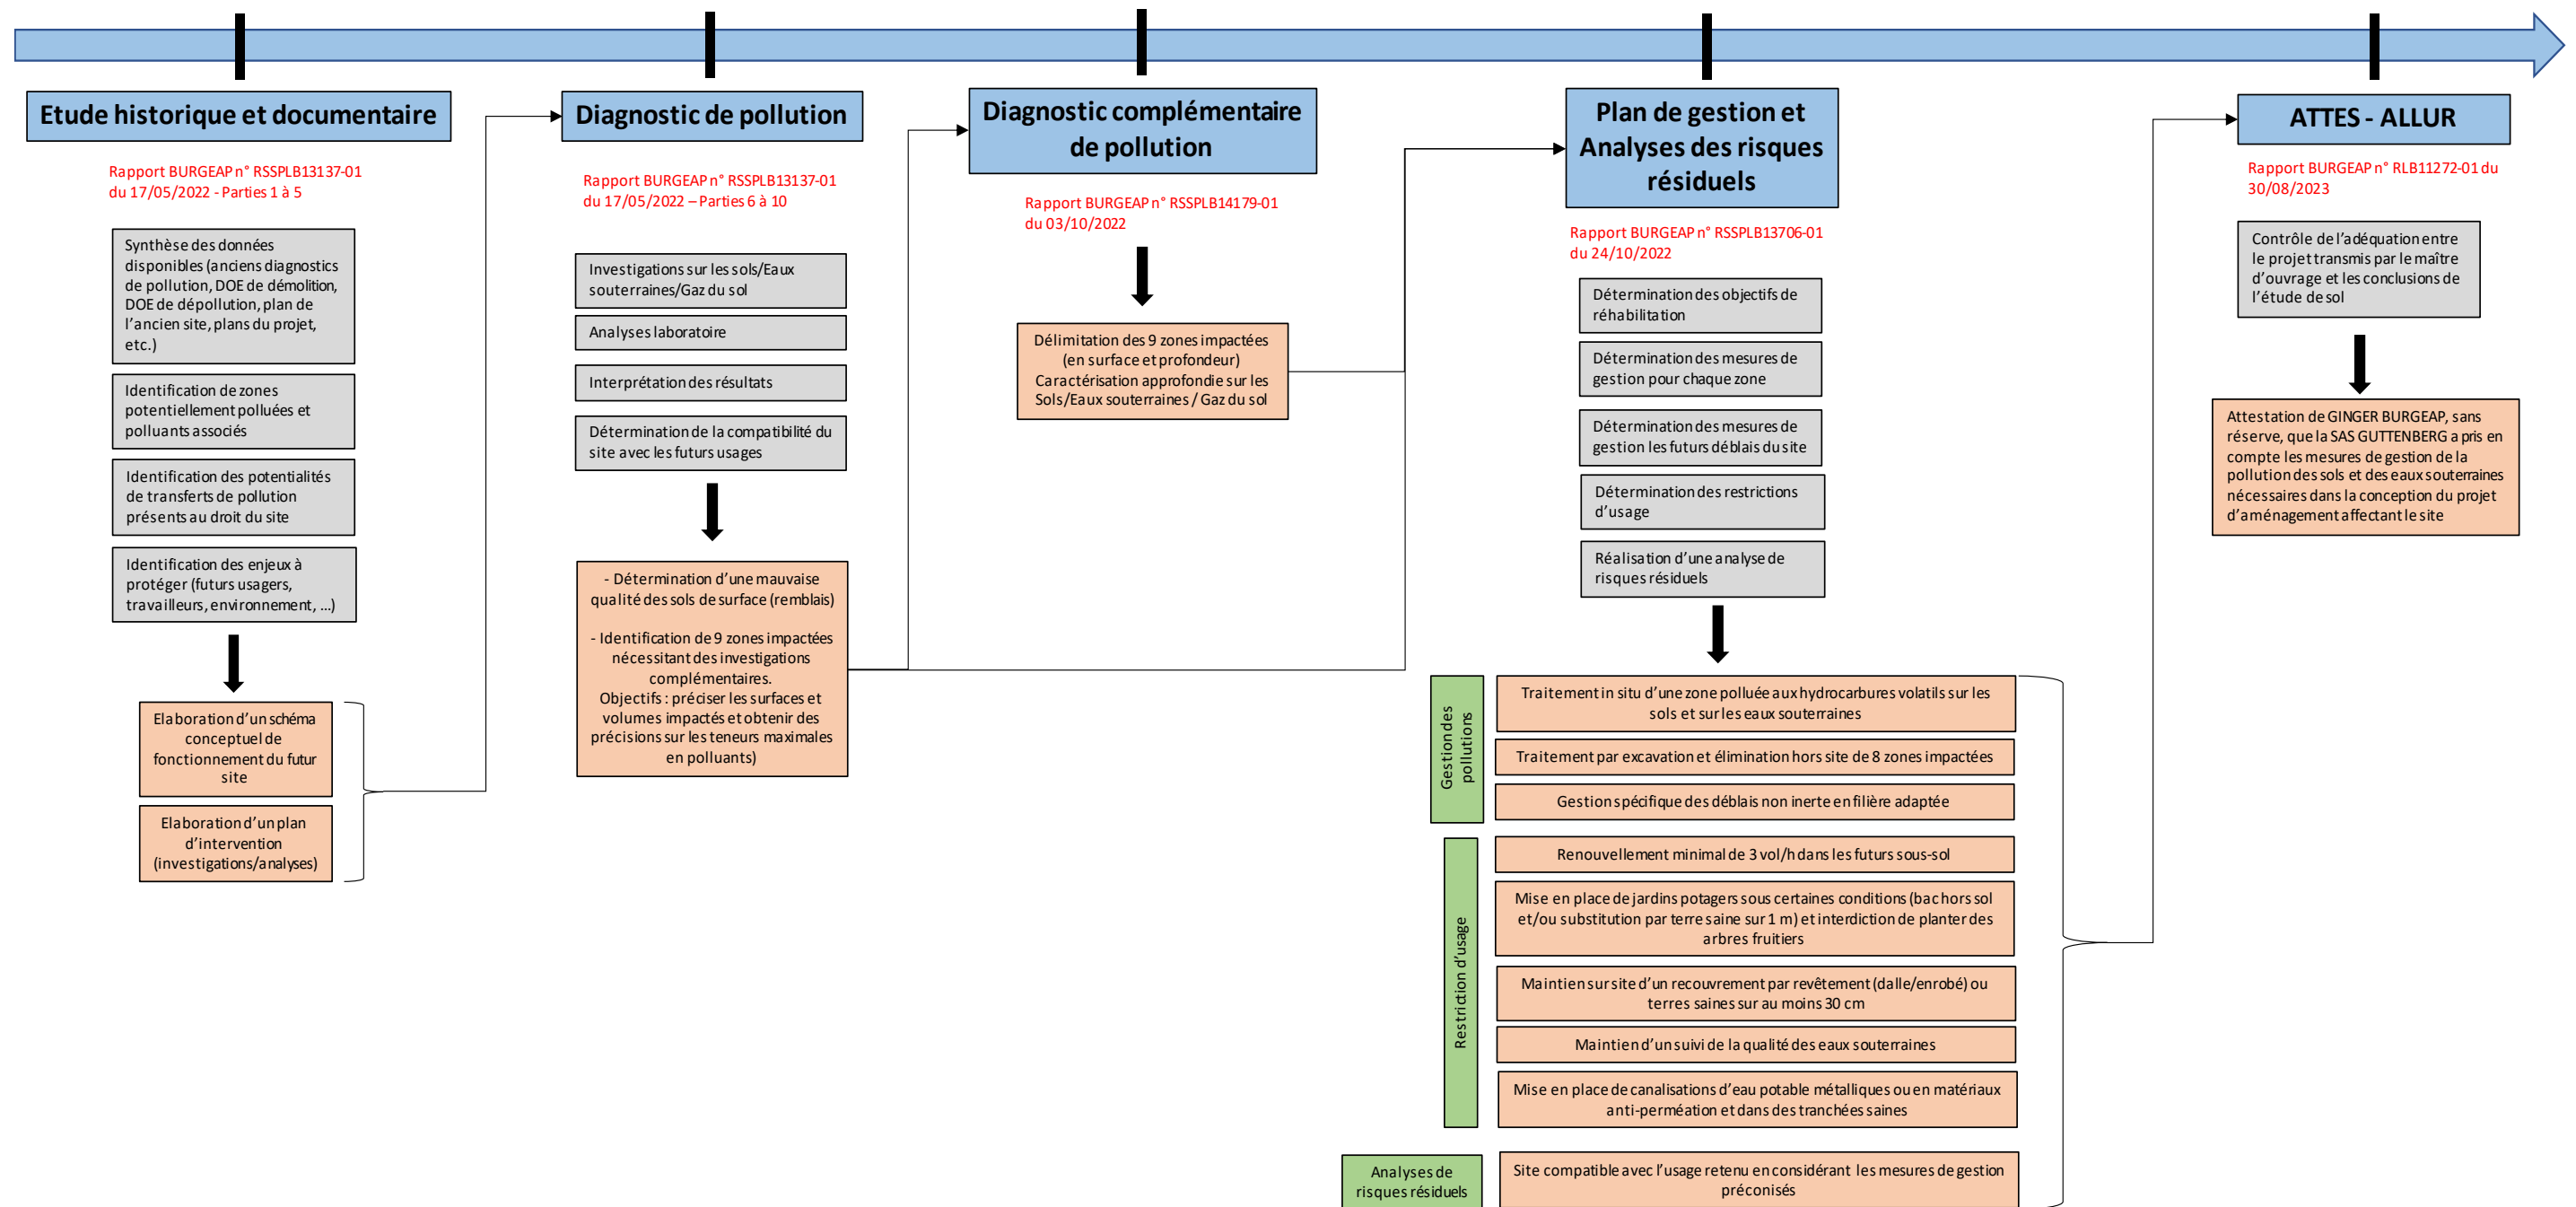 Etude historique et documentaire
Rapport BURGEAP n° RSSPLB13137-01
du 17/05/2022 - Parties 1 à 5
Synthèse des données
disponibles (anciens diagnostics
de pollution, DOE de démolition,
DOE de dépollution, plan de
l'ancien site, plans du projet,
etc.)
Identification de zones
potentiellement polluées et
polluants associés
Identification des potentialités
de transferts de pollution
présents au droit du site
Identification des enjeux à
protéger (futurs usagers,
travailleurs, environnement, ...)
Elaboration d'un schéma
conceptuel de
fonctionnement du futur
site
Elaboration d'un plan
d'intervention
(investigations/analyses)
Diagnostic de pollution
Rapport BURGEAP n° RSSPLB13137-01
du 17/05/2022 – Parties 6 à 10
Investigations sur les sols/Eaux
souterraines/Gaz du sol
Analyses laboratoire
Interprétation des résultats
Détermination de la compatibilité du
site avec les futurs usages
- Détermination d'une mauvaise
qualité des sols de surface (remblais)
- Identification de 9 zones impactées
nécessitant des investigations
complémentaires.
Objectifs : préciser les surfaces et
volumes impactés et obtenir des
précisions sur les teneurs maximales
en polluants)
Diagnostic complémentaire
de pollution
Rapport BURGEAP n° RSSPLB14179-01
du 03/10/2022
Délimitation des 9 zones impactées
(en surface et profondeur)
Caractérisation approfondie sur les
Sols/Eaux souterraines / Gaz du sol
Plan de gestion et
Analyses des risques
résiduels
Rapport BURGEAP n° RSSPLB13706-01
du 24/10/2022
Détermination des objectifs de
réhabilitation
Détermination des mesures de
gestion pour chaque zone
Détermination des mesures de
gestion les futurs déblais du site
Détermination des restrictions
d'usage
Réalisation d'une analyse de
risques résiduels
Gestion des
pollutions
Traitement in situ d'une zone polluée aux hydrocarbures volatils sur les
sols et sur les eaux souterraines
Traitement par excavation et élimination hors site de 8 zones impactées
Gestion spécifique des déblais non inerte en filière adaptée
Restriction d'usage
Renouvellement minimal de 3 vol/h dans les futurs sous-sol
Mise en place de jardins potagers sous certaines conditions (bac hors sol
et/ou substitution par terre saine sur 1 m) et interdiction de planter des
arbres fruitiers
Maintien sur site d'un recouvrement par revêtement (dalle/enrobé) ou
terres saines sur au moins 30 cm
Maintien d'un suivi de la qualité des eaux souterraines
Mise en place de canalisations d'eau potable métalliques ou en matériaux
anti-perméation et dans des tranchées saines
Analyses de
risques résiduels
Site compatible avec l'usage retenu en considérant les mesures de gestion
préconisés
ATTES - ALLUR
Rapport BURGEAP n° RLB11272-01 du
30/08/2023
Contrôle de l'adéquation entre
le projet transmis par le maître
d'ouvrage et les conclusions de
l'étude de sol
Attestation de GINGER BURGEAP, sans
réserve, que la SAS GUTTENBERG a pris en
compte les mesures de gestion de la
pollution des sols et des eaux souterraines
nécessaires dans la conception du projet
d'aménagement affectant le site